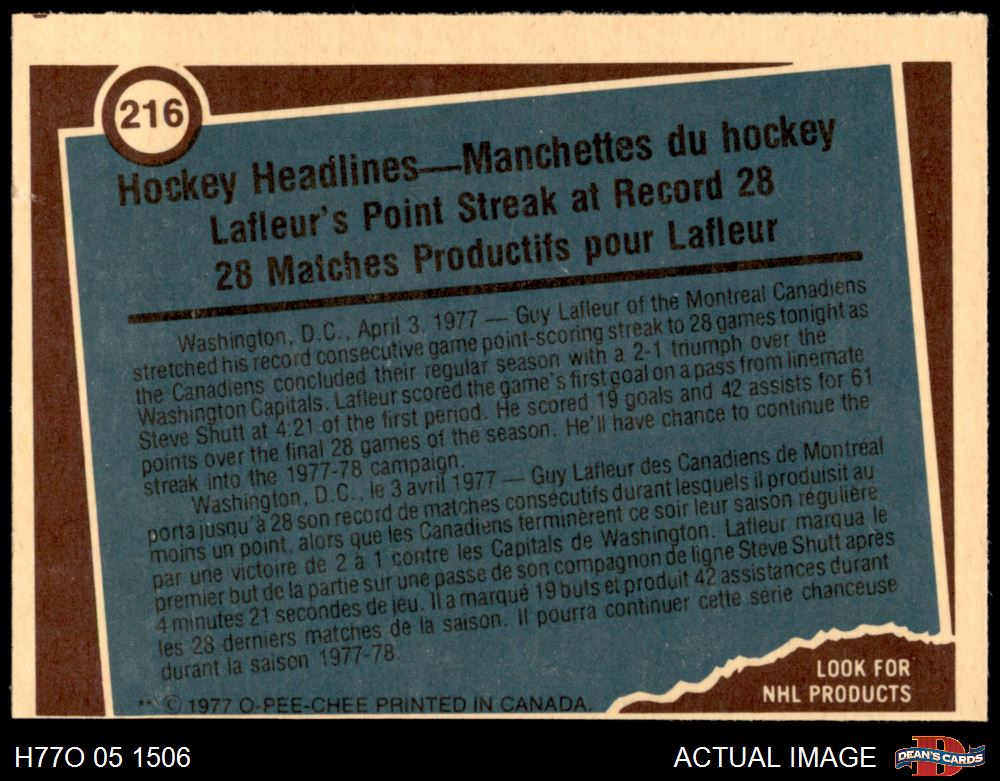 216
Hockey Headlines—Manchettes du hockey
Lafleur's Point Streak at Record 28
28 Matches Productifs pour Lafleur
Washington, D.C., April 3, 1977 — Guy Lafleur of the Montreal Canadiens
stretched his record consecutive game point-scoring streak to 28 games tonight as
the Canadiens concluded their regular season with a 2-1 triumph over the
Washington Capitals. Lafleur scored the game's first goal on a pass from linemate
Steve Shutt at 4:21 of the first period. He scored 19 goals and 42 assists for 61
points over the final 28 games of the season. He'll have chance to continue the
streak into the 1977-78 campaign.
Washington, D.C., le 3 avril 1977 — Guy Lafleur des Canadiens de Montréal
porta jusqu'à 28 son record de matches consécutifs durant lesquels il produisit au
moins un point, alors que les Canadiens terminèrent ce soir leur saison régulière
par une victoire de 2 à 1 contre les Capitals de Washington. Lafleur marqua le
premier but de la partie sur une passe de son compagnon de ligne Steve Shutt après
4 minutes 21 secondes de jeu. Il a marqué 19 buts et produit 42 assistances durant
les 28 derniers matches de la saison. Il pourra continuer cette série chanceuse
durant la saison 1977-78.
LOOK FOR
NHL PRODUCTS
** © 1977 O-PEE-CHEE PRINTED IN CANADA.
H77O 05 1506
ACTUAL IMAGE
DEAN'S CARDS